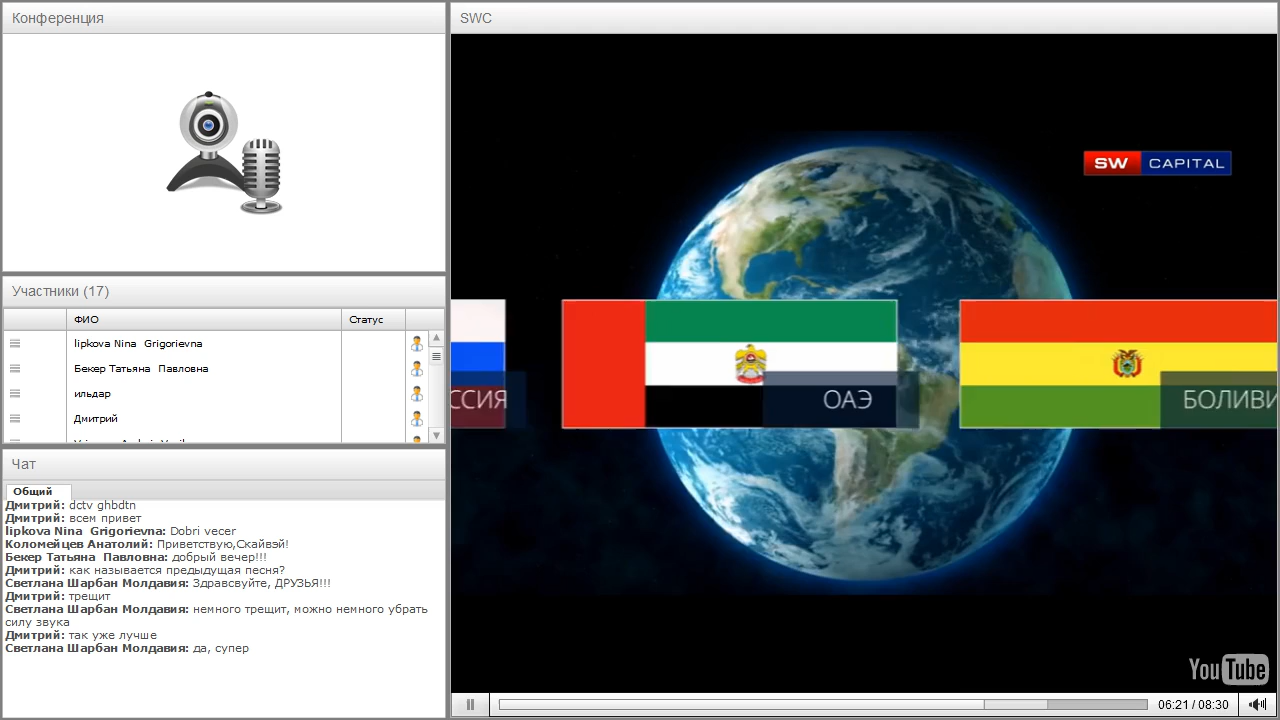 Конференция
SWC
SW CAPITAL
ССИЯ
ОАЭ
БОЛИВИ
YouTube
06:21 / 08:30
Участники (17)
ФИО Статус
lipkova Nina Grigorievna
Бекер Татьяна Павловна
ильдар
Дмитрий
Чат
Общий
Дмитрий: dctv ghbdtn
Дмитрий: всем привет
lipkova Nina Grigorievna: Dobri vecer
Коломейцев Анатолий: Приветствую,Скайвэй!
Бекер Татьяна Павловна: добрый вечер!!!
Дмитрий: как называется предыдущая песня?
Светлана Шарбан Молдавия: Здравсвуйте, ДРУЗЬЯ!!!
Дмитрий: трещит
Светлана Шарбан Молдавия: немного трещит, можно немного убрать
силу звука
Дмитрий: так уже лучше
Светлана Шарбан Молдавия: да, супер